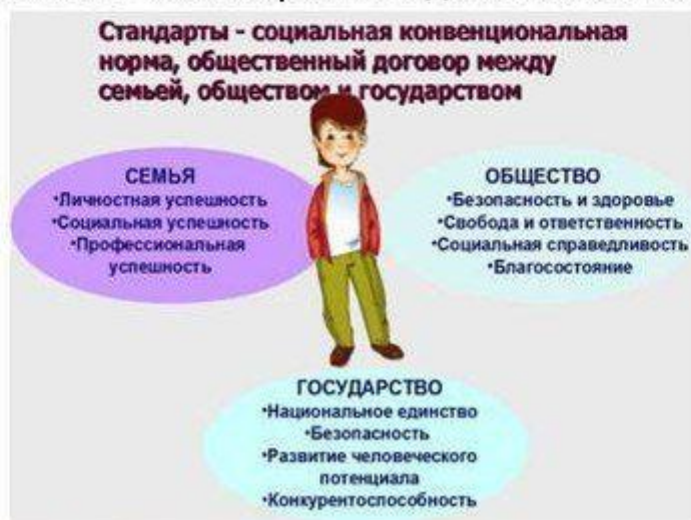 Стандарты - социальная конвенциональная
норма, общественный договор между
семьей, обществом и государством
СЕМЬЯ
•Личностная успешность
•Социальная успешность
•Профессиональная
успешность
ОБЩЕСТВО
•Безопасность и здоровье
•Свобода и ответственность
•Социальная справедливость
•Благосостояние
ГОСУДАРСТВО
•Национальное единство
•Безопасность
•Развитие человеческого
потенциала
•Конкурентоспособность